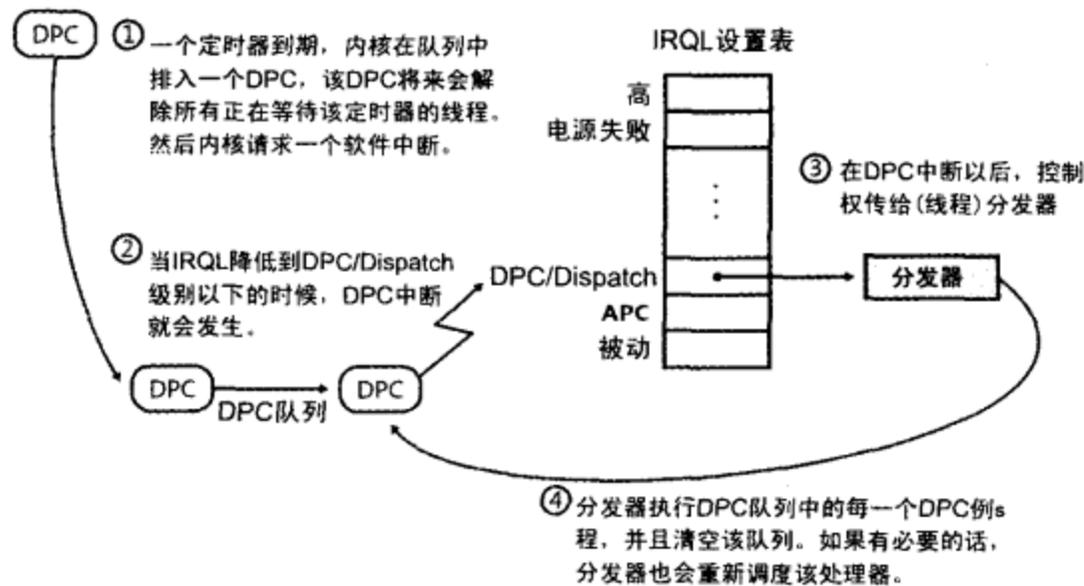 DPC
① 一个定时器到期，内核在队列中
排入一个DPC，该DPC将来会解
除所有正在等待该定时器的线程。
然后内核请求一个软件中断。
IRQL设置表
高
电源失败
⋮
DPC/Dispatch
APC
被动
② 当IRQL降低到DPC/Dispatch
级别以下的时候，DPC中断
就会发生。
③ 在DPC中断以后，控制
权传给(线程)分发器
分发器
DPC
DPC队列
DPC
④ 分发器执行DPC队列中的每一个DPC例s
程，并且清空该队列。如果有必要的话，
分发器也会重新调度该处理器。